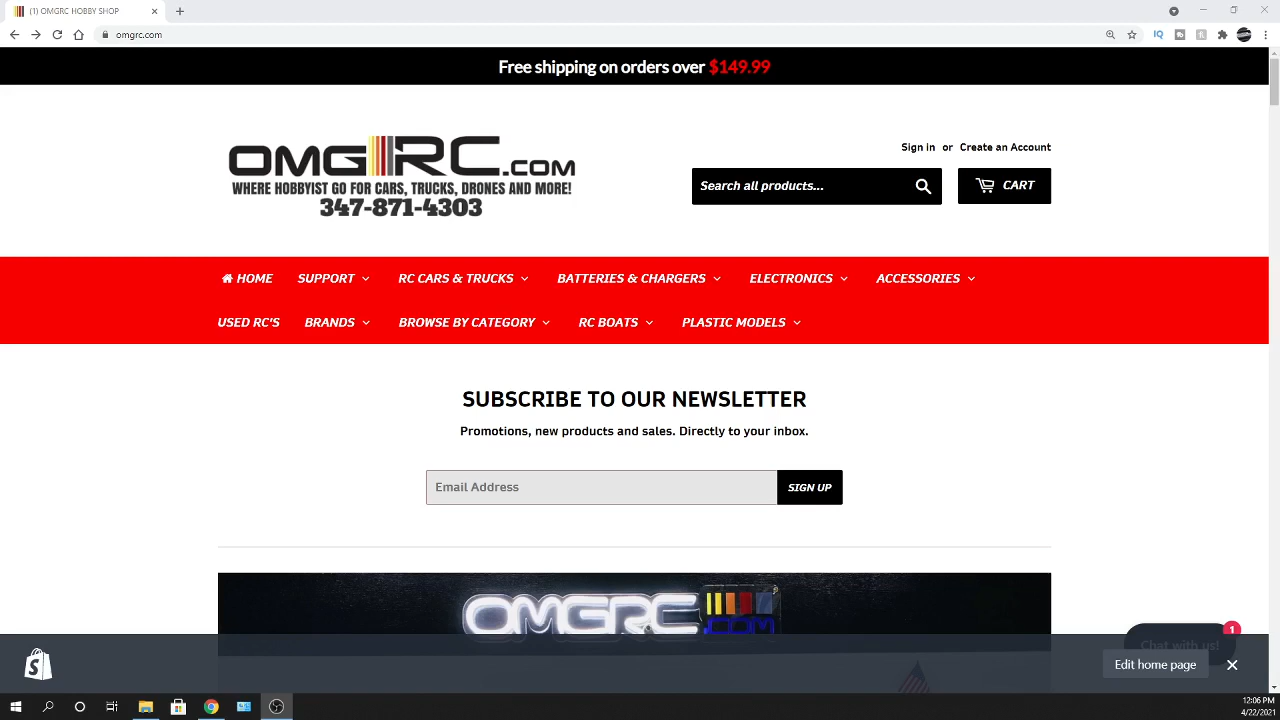 (1) OMGRC HOBBY SHOP
omgrc.com
Free shipping on orders over $149.99
OMGRC.COM
WHERE HOBBYIST GO FOR CARS, TRUCKS, DRONES AND MORE!
347-871-4303
Sign in or Create an Account
Search all products...
CART
HOME SUPPORT RC CARS & TRUCKS BATTERIES & CHARGERS ELECTRONICS ACCESSORIES
USED RC'S BRANDS BROWSE BY CATEGORY RC BOATS PLASTIC MODELS
SUBSCRIBE TO OUR NEWSLETTER
Promotions, new products and sales. Directly to your inbox.
Email Address
SIGN UP
OMGRC
.COM
1
Chat with us!
Edit home page
12:06 PM
4/22/2021